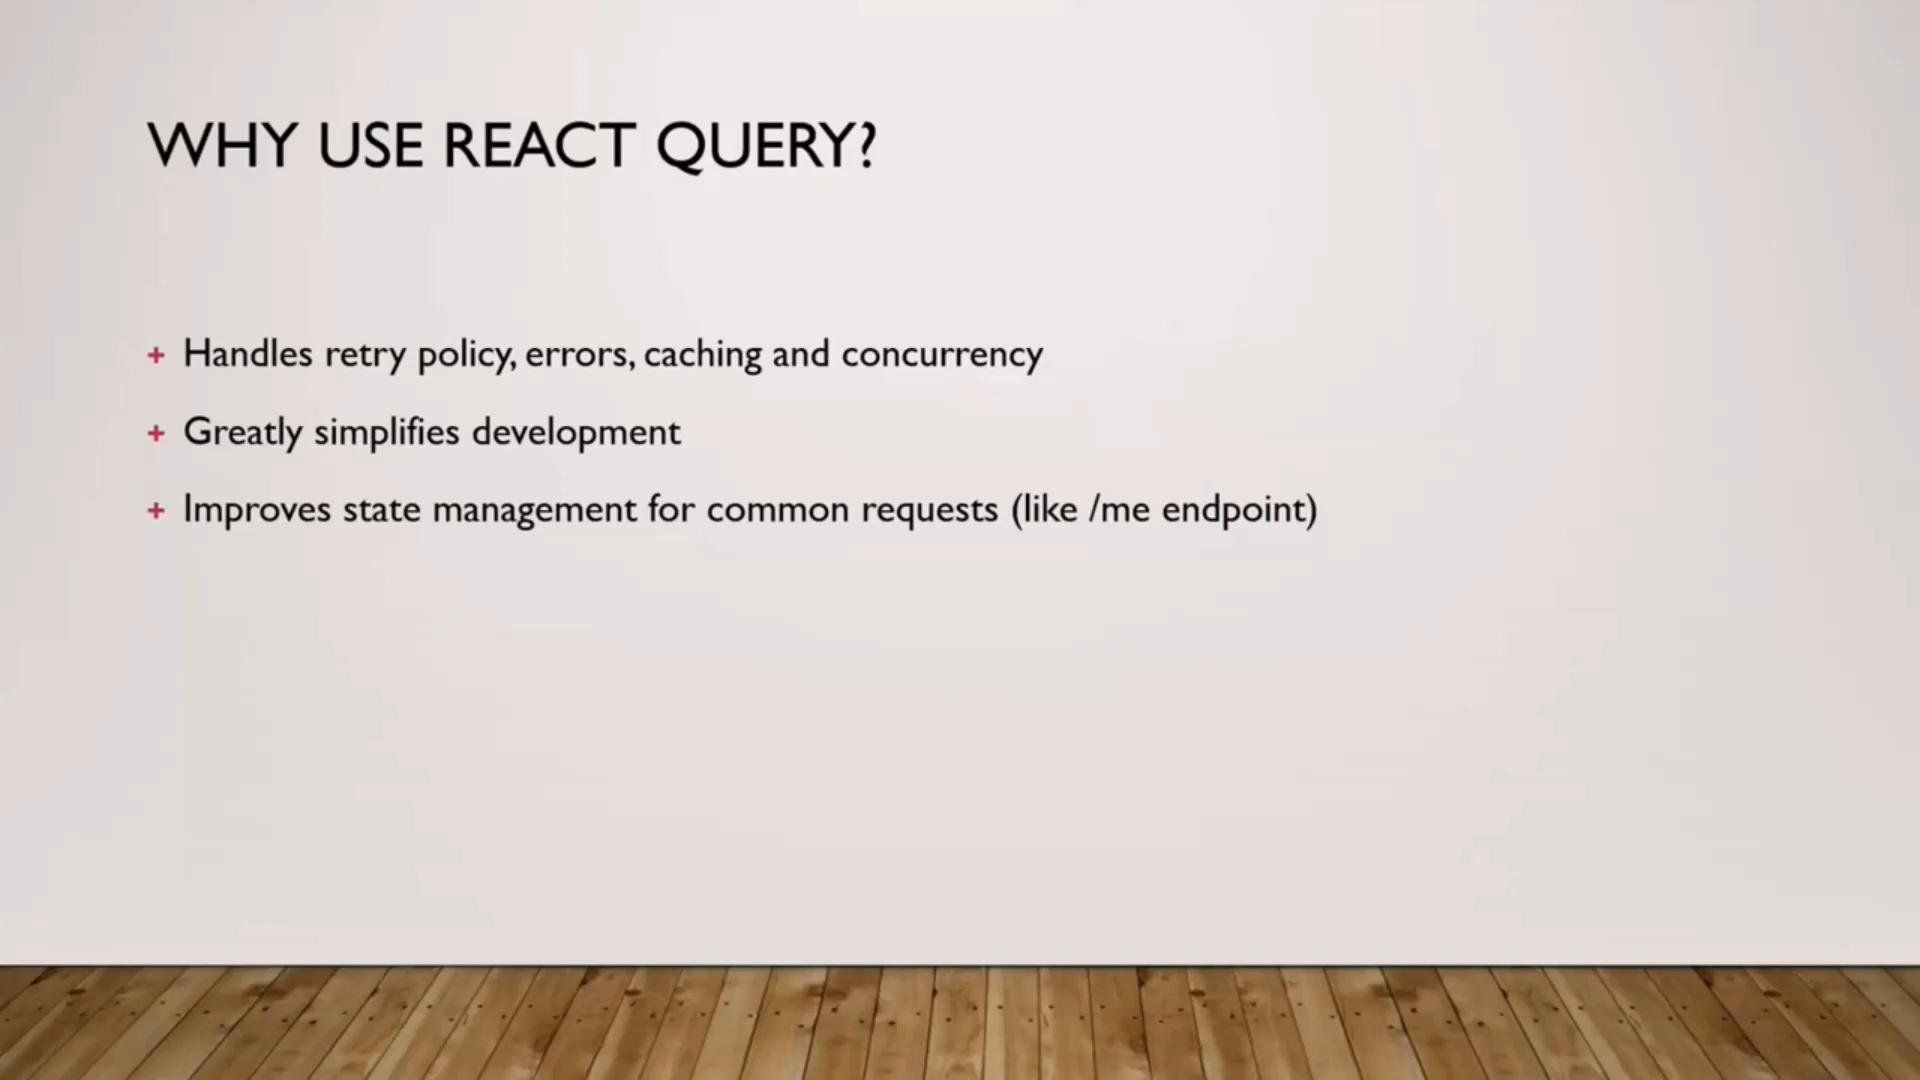 WHY USE REACT QUERY?
+ Handles retry policy, errors, caching and concurrency
+ Greatly simplifies development
+ Improves state management for common requests (like /me endpoint)